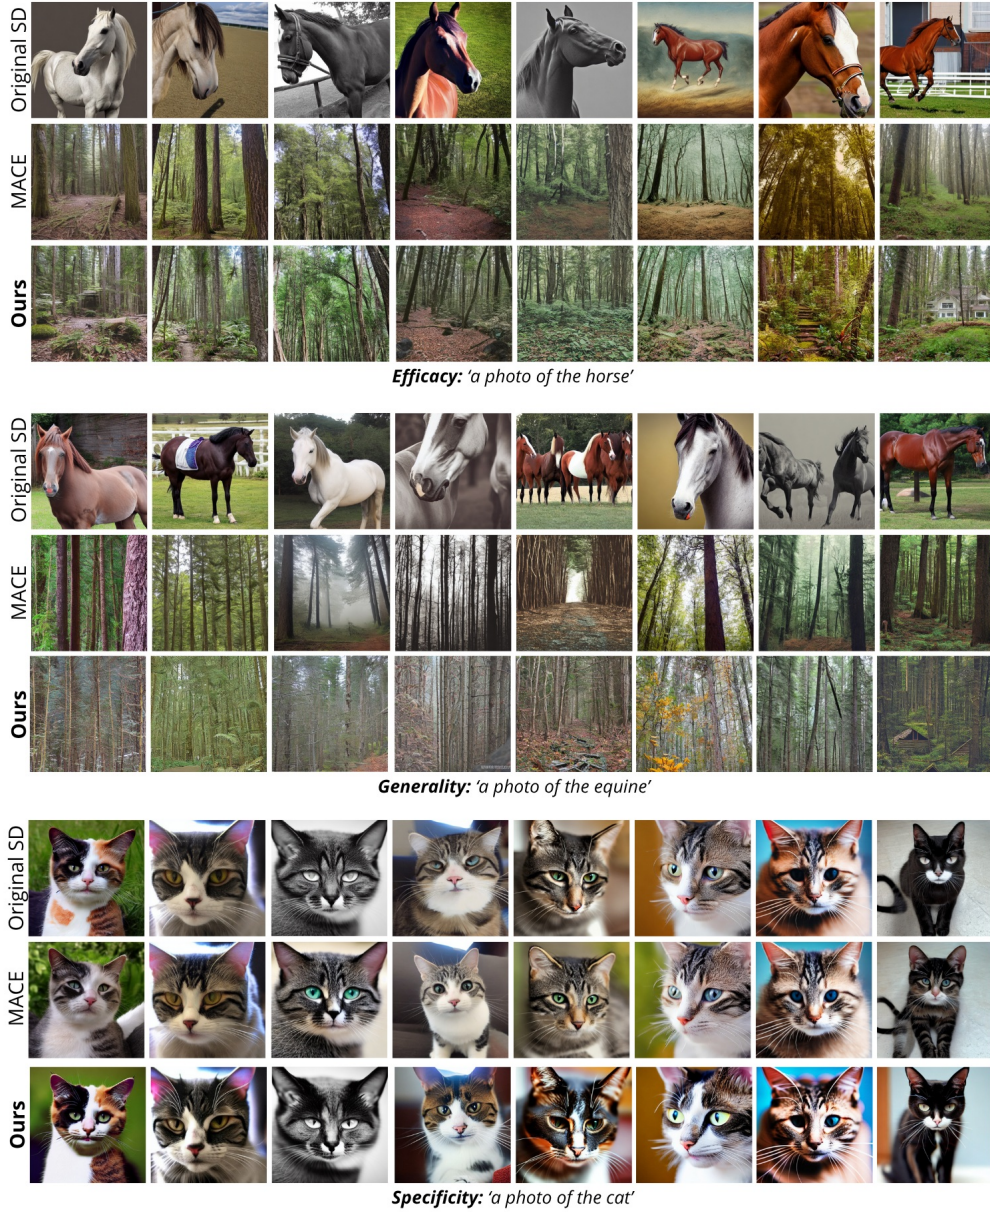 Original SD
MACE
Ours
Efficacy: ‘a photo of the horse’
Original SD
MACE
Ours
Generality: ‘a photo of the equine’
Original SD
MACE
Ours
Specificity: ‘a photo of the cat’